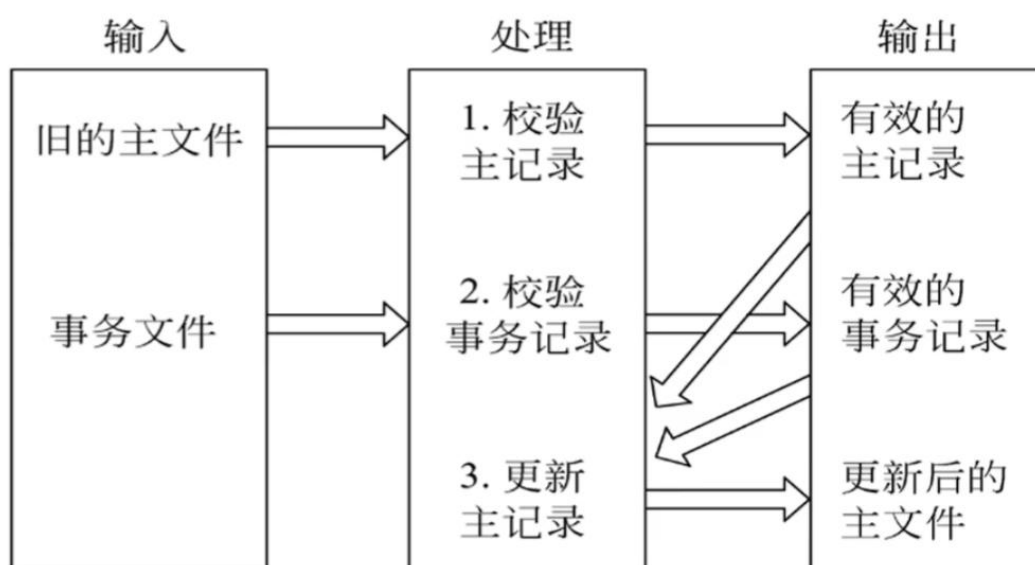 输入
处理
输出
旧的主文件
1. 校验
主记录
有效的
主记录
事务文件
2. 校验
事务记录
有效的
事务记录
3. 更新
主记录
更新后的
主文件